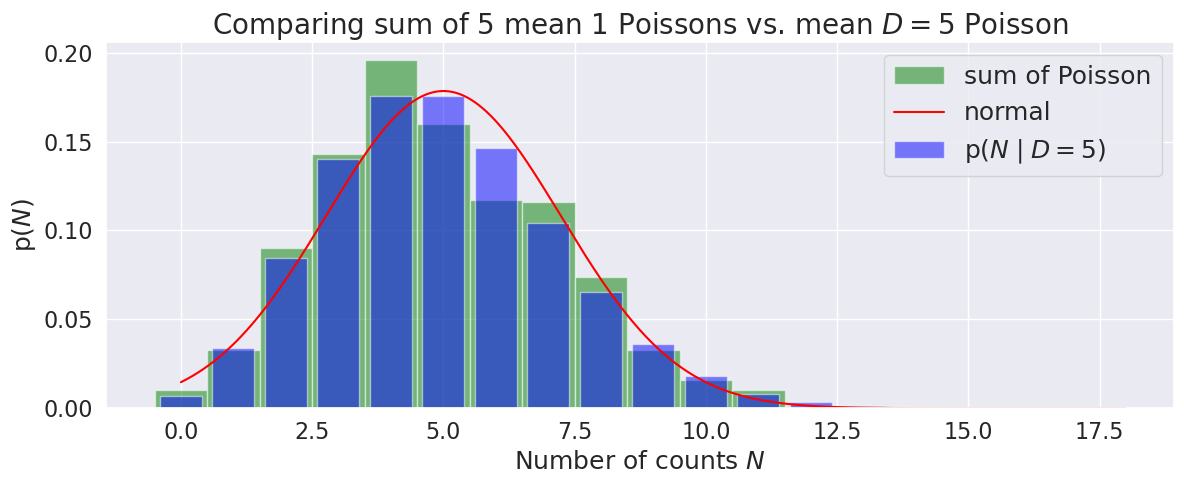 Comparing sum of 5 mean 1 Poissons vs. mean D = 5 Poisson
0.20
0.15
0.10
0.05
0.00
p(N)
sum of Poisson
normal
p(N | D = 5)
0.0 2.5 5.0 7.5 10.0 12.5 15.0 17.5
Number of counts N